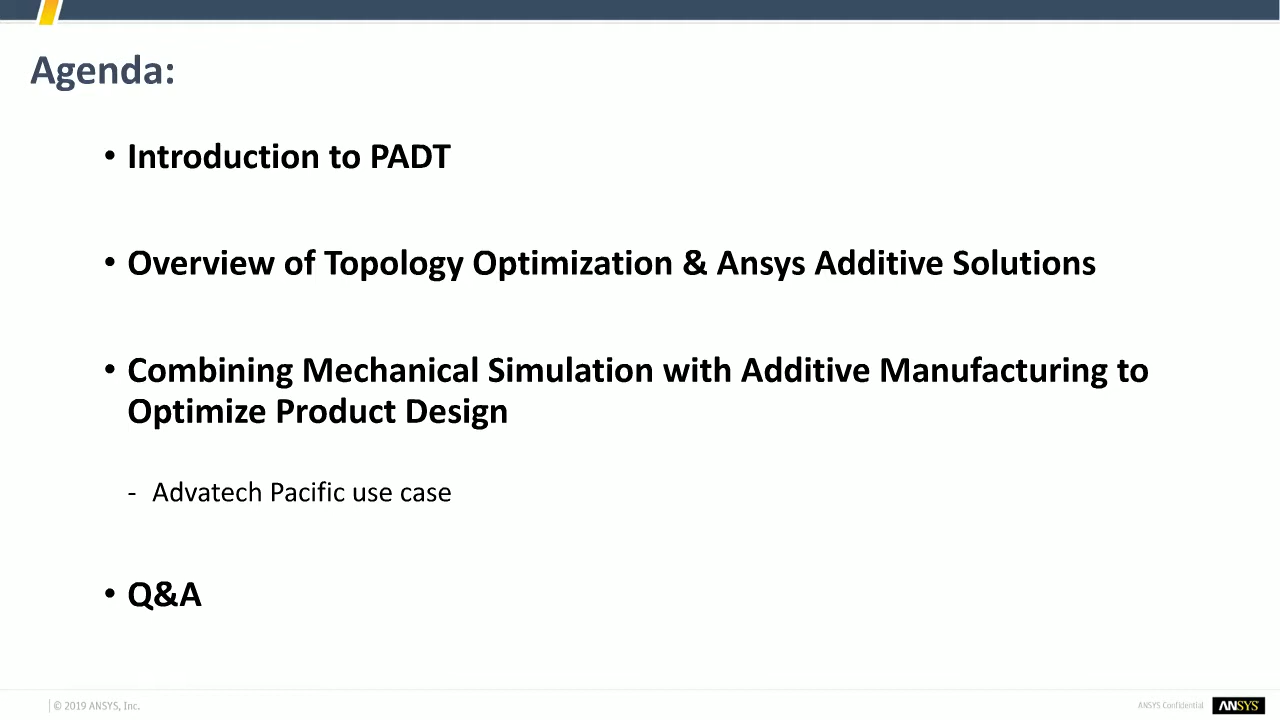 Agenda:
• Introduction to PADT
• Overview of Topology Optimization & Ansys Additive Solutions
• Combining Mechanical Simulation with Additive Manufacturing to
Optimize Product Design
- Advatech Pacific use case
• Q&A
© 2019 ANSYS, Inc.
ANSYS Confidential
ANSYS